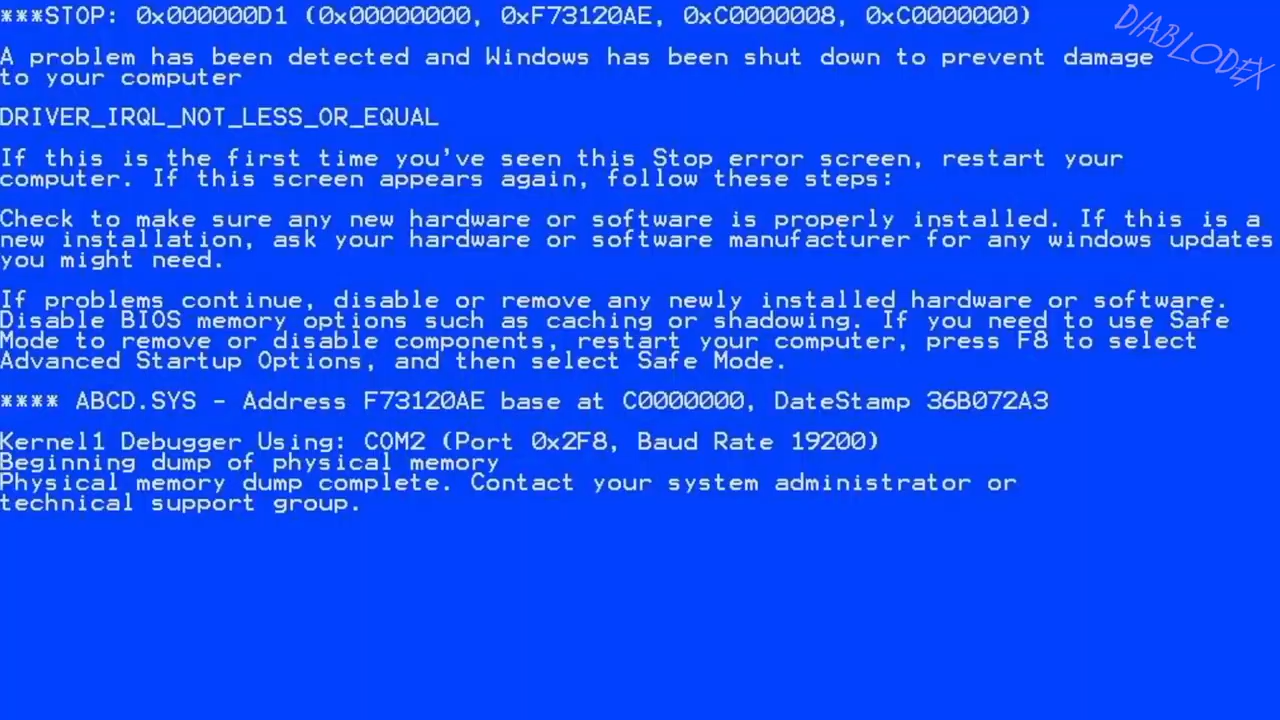 ***STOP: 0x000000D1 (0x00000000, 0xF73120AE, 0xC0000008, 0xC0000000)
DIABLODEX
A problem has been detected and Windows has been shut down to prevent damage
to your computer
DRIVER_IRQL_NOT_LESS_OR_EQUAL
If this is the first time you've seen this Stop error screen, restart your
computer. If this screen appears again, follow these steps:
Check to make sure any new hardware or software is properly installed. If this is a
new installation, ask your hardware or software manufacturer for any windows updates
you might need.
If problems continue, disable or remove any newly installed hardware or software.
Disable BIOS memory options such as caching or shadowing. If you need to use Safe
Mode to remove or disable components, restart your computer, press F8 to select
Advanced Startup Options, and then select Safe Mode.
**** ABCD.SYS - Address F73120AE base at C0000000, DateStamp 36B072A3
Kernel1 Debugger Using: COM2 (Port 0x2F8, Baud Rate 19200)
Beginning dump of physical memory
Physical memory dump complete. Contact your system administrator or
technical support group.